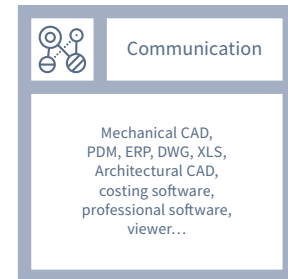 Communication
Mechanical CAD,
PDM, ERP, DWG, XLS,
Architectural CAD,
costing software,
professional software,
viewer…